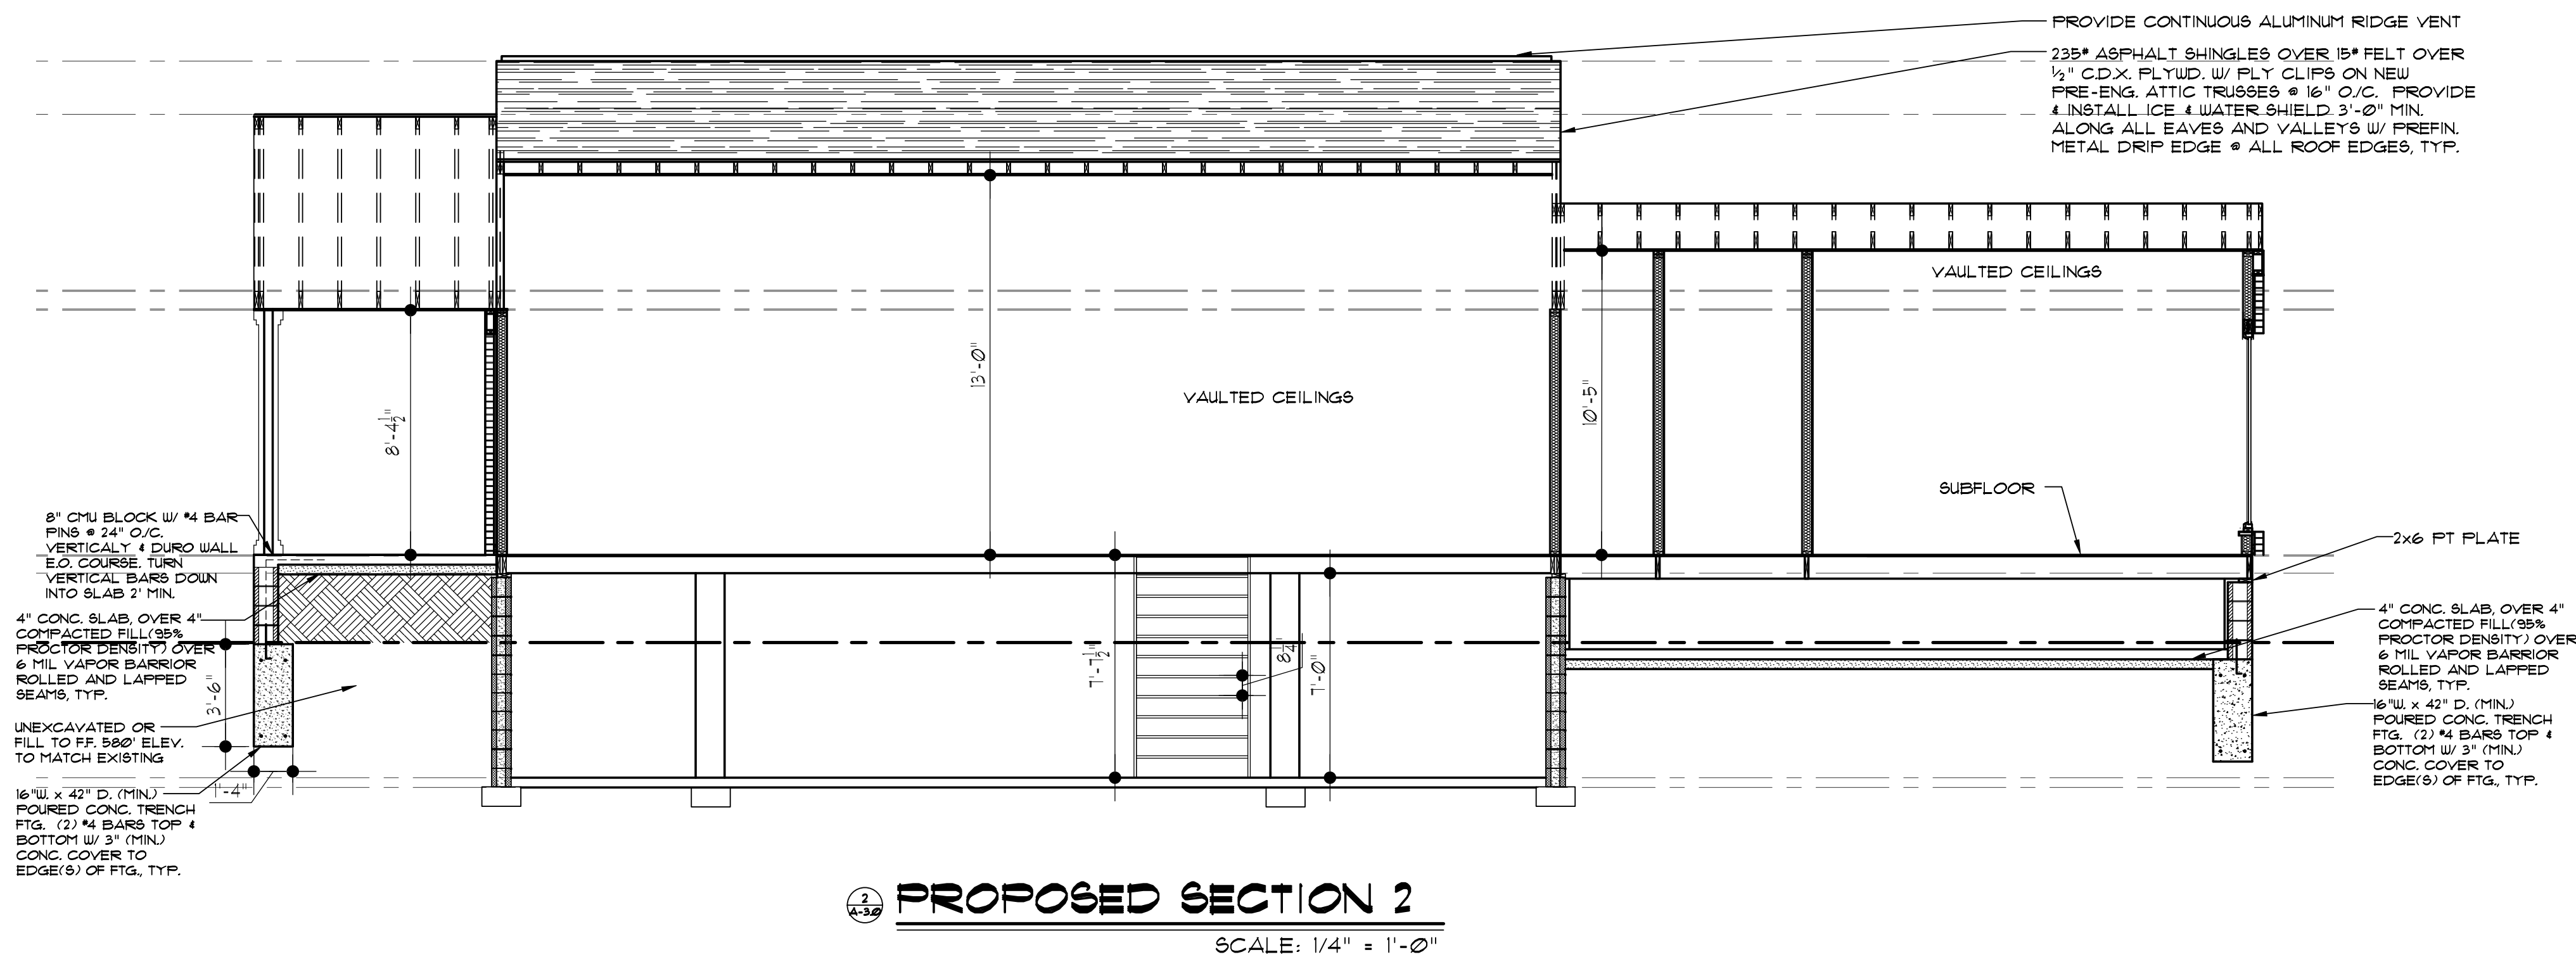 PROVIDE CONTINUOUS ALUMINUM RIDGE VENT
235# ASPHALT SHINGLES OVER 15# FELT OVER
½" C.D.X. PLYWD. W/ PLY CLIPS ON NEW
PRE-ENG. ATTIC TRUSSES @ 16" O./C. PROVIDE
& INSTALL ICE & WATER SHIELD 3'-0" MIN.
ALONG ALL EAVES AND VALLEYS W/ PREFIN.
METAL DRIP EDGE @ ALL ROOF EDGES, TYP.
VAULTED CEILINGS
13'-0"
8'-4 1/2"
VAULTED CEILINGS
10'-5"
SUBFLOOR
8" CMU BLOCK W/ #4 BAR
PINS @ 24" O./C.
VERTICALY & DURO WALL
E.O. COURSE. TURN
VERTICAL BARS DOWN
INTO SLAB 2' MIN.
2x6 PT PLATE
4" CONC. SLAB, OVER 4"
COMPACTED FILL(95%
PROCTOR DENSITY) OVER
6 MIL VAPOR BARRIOR
ROLLED AND LAPPED
SEAMS, TYP.
3'-6"
7'-7 1/2"
8 1/4"
7'-0"
4" CONC. SLAB, OVER 4"
COMPACTED FILL(95%
PROCTOR DENSITY) OVER
6 MIL VAPOR BARRIOR
ROLLED AND LAPPED
SEAMS, TYP.
UNEXCAVATED OR
FILL TO F.F. 580' ELEV.
TO MATCH EXISTING
1'-4"
16"W. x 42" D. (MIN.)
POURED CONC. TRENCH
FTG. (2) #4 BARS TOP &
BOTTOM W/ 3" (MIN.)
CONC. COVER TO
EDGE(S) OF FTG., TYP.
16"W. x 42" D. (MIN.)
POURED CONC. TRENCH
FTG. (2) #4 BARS TOP &
BOTTOM W/ 3" (MIN.)
CONC. COVER TO
EDGE(S) OF FTG., TYP.
2
A-3.0
PROPOSED SECTION 2
SCALE: 1/4" = 1'-0"